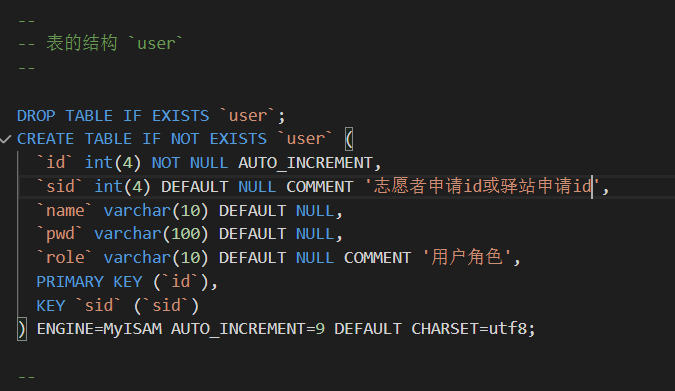 --
-- 表的结构 `user`
--
DROP TABLE IF EXISTS `user`;
CREATE TABLE IF NOT EXISTS `user` (
  `id` int(4) NOT NULL AUTO_INCREMENT,
  `sid` int(4) DEFAULT NULL COMMENT '志愿者申请id或驿站申请id',
  `name` varchar(10) DEFAULT NULL,
  `pwd` varchar(100) DEFAULT NULL,
  `role` varchar(10) DEFAULT NULL COMMENT '用户角色',
  PRIMARY KEY (`id`),
  KEY `sid` (`sid`)
) ENGINE=MyISAM AUTO_INCREMENT=9 DEFAULT CHARSET=utf8;
--